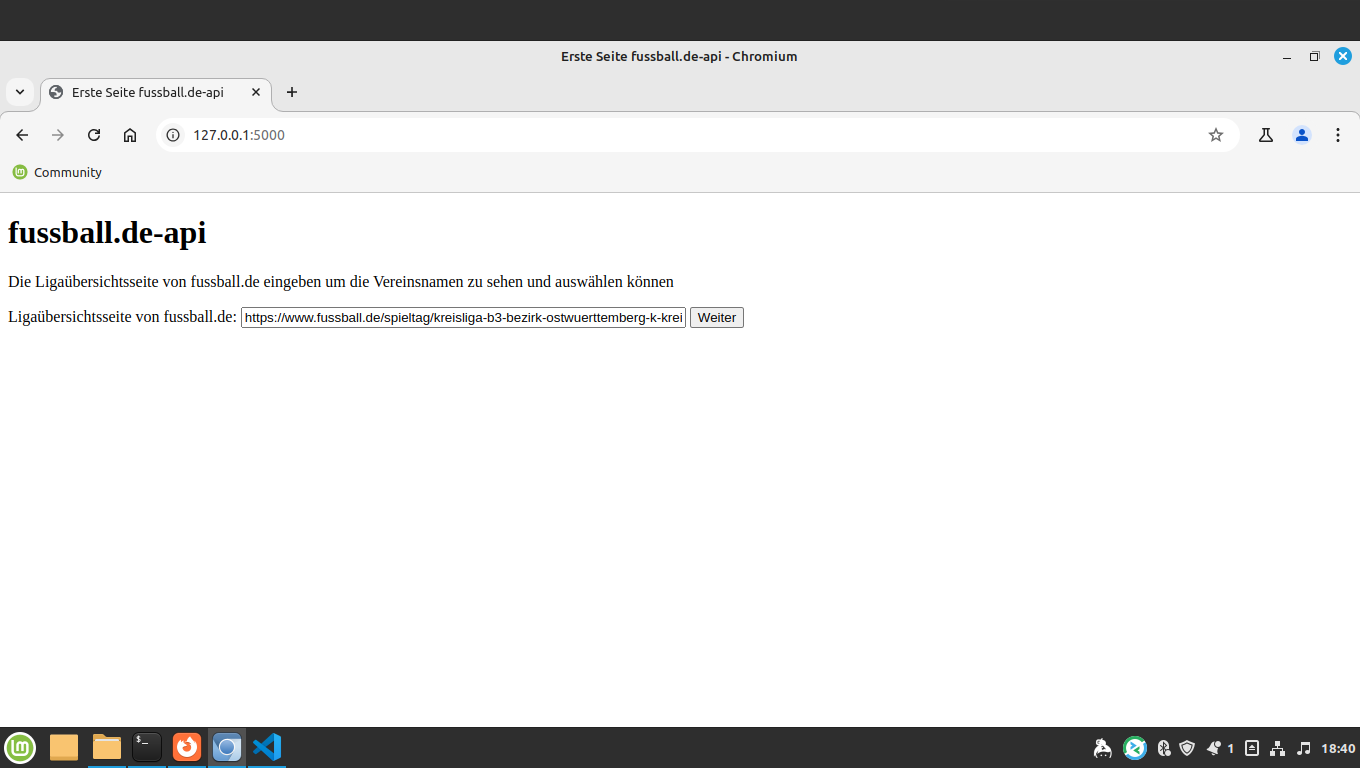 Erste Seite fussball.de-api - Chromium
Erste Seite fussball.de-api
127.0.0.1:5000
Community
fussball.de-api
Die Ligaübersichtsseite von fussball.de eingeben um die Vereinsnamen zu sehen und auswählen können
Ligaübersichtsseite von fussball.de: https://www.fussball.de/spieltag/kreisliga-b3-bezirk-ostwuerttemberg-k-krei Weiter
$_ 1 18:40